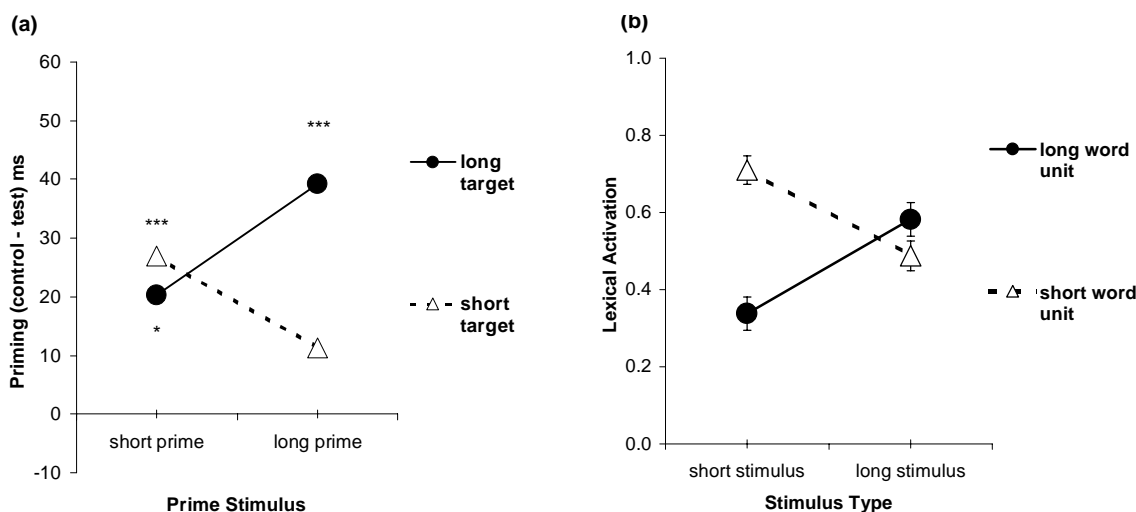 (a)
60
50
40
30
20
10
0
-10
Priming (control - test) ms
***
*
***
short prime
long prime
Prime Stimulus
long
target
short
target
(b)
1.0
0.8
0.6
0.4
0.2
0.0
Lexical Activation
short stimulus
long stimulus
Stimulus Type
long word
unit
short word
unit